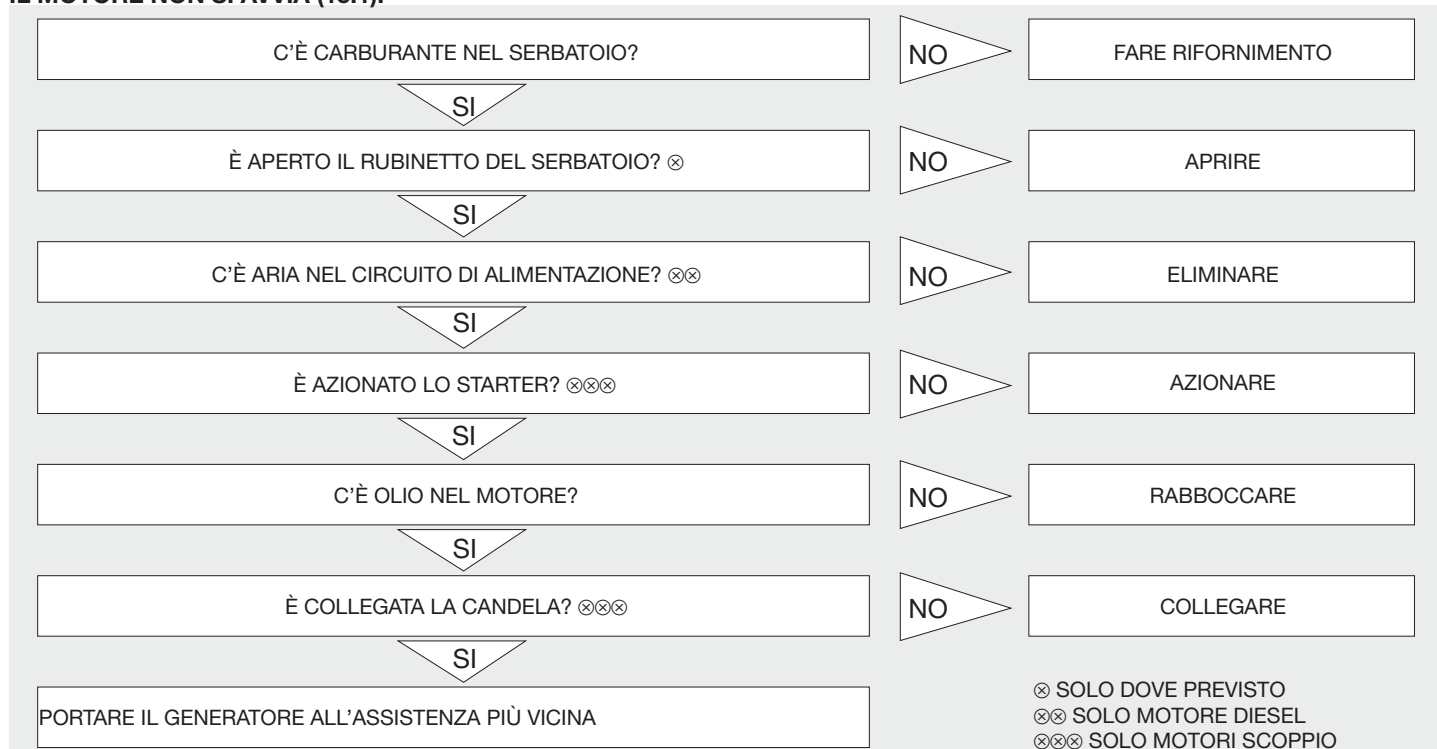 C'È CARBURANTE NEL SERBATOIO?
NO
FARE RIFORNIMENTO
SI
È APERTO IL RUBINETTO DEL SERBATOIO? ⊗
NO
APRIRE
SI
C'È ARIA NEL CIRCUITO DI ALIMENTAZIONE? ⊗⊗
NO
ELIMINARE
SI
È AZIONATO LO STARTER? ⊗⊗⊗
NO
AZIONARE
SI
C'È OLIO NEL MOTORE?
NO
RABBOCCARE
SI
È COLLEGATA LA CANDELA? ⊗⊗⊗
NO
COLLEGARE
SI
PORTARE IL GENERATORE ALL'ASSISTENZA PIÙ VICINA
⊗ SOLO DOVE PREVISTO
⊗⊗ SOLO MOTORE DIESEL
⊗⊗⊗ SOLO MOTORI SCOPPIO